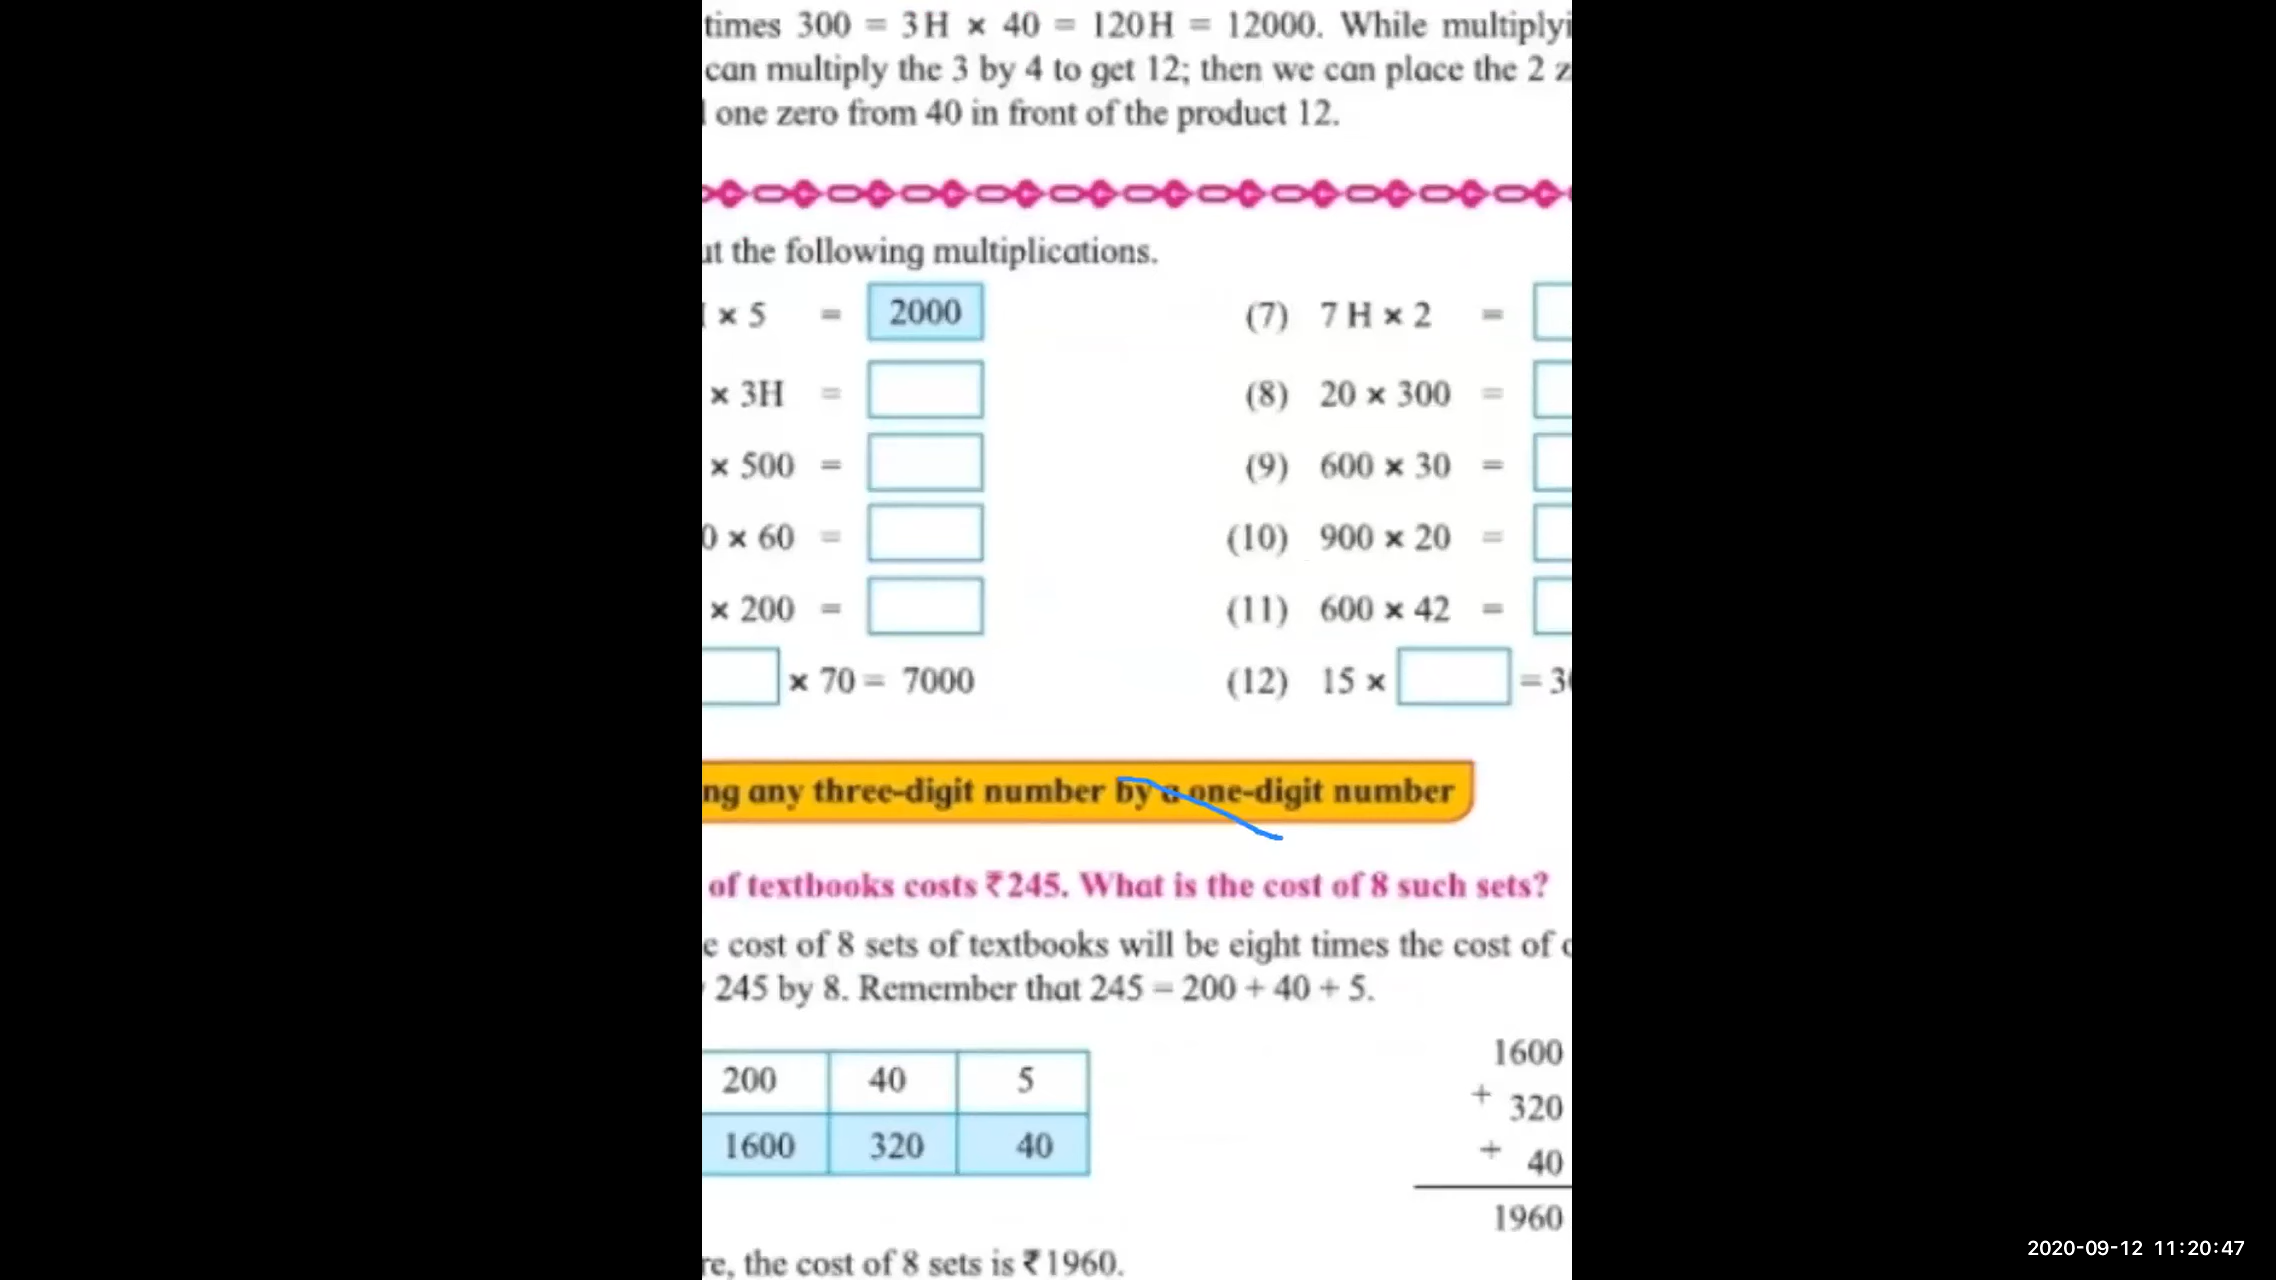 times 300 = 3H × 40 = 120H = 12000. While multiplyi
can multiply the 3 by 4 to get 12; then we can place the 2 z
one zero from 40 in front of the product 12.
ut the following multiplications.
× 5 = 2000
(7) 7 H × 2 =
× 3H =
(8) 20 × 300 =
× 500 =
(9) 600 × 30 =
0 × 60 =
(10) 900 × 20 =
× 200 =
(11) 600 × 42 =
× 70 = 7000
(12) 15 × = 3
ng any three-digit number by a one-digit number
of textbooks costs ₹245. What is the cost of 8 such sets?
e cost of 8 sets of textbooks will be eight times the cost of
245 by 8. Remember that 245 = 200 + 40 + 5.
200 40 5
1600 320 40
1600
+ 320
+ 40
1960
re, the cost of 8 sets is ₹1960.
2020-09-12 11:20:47